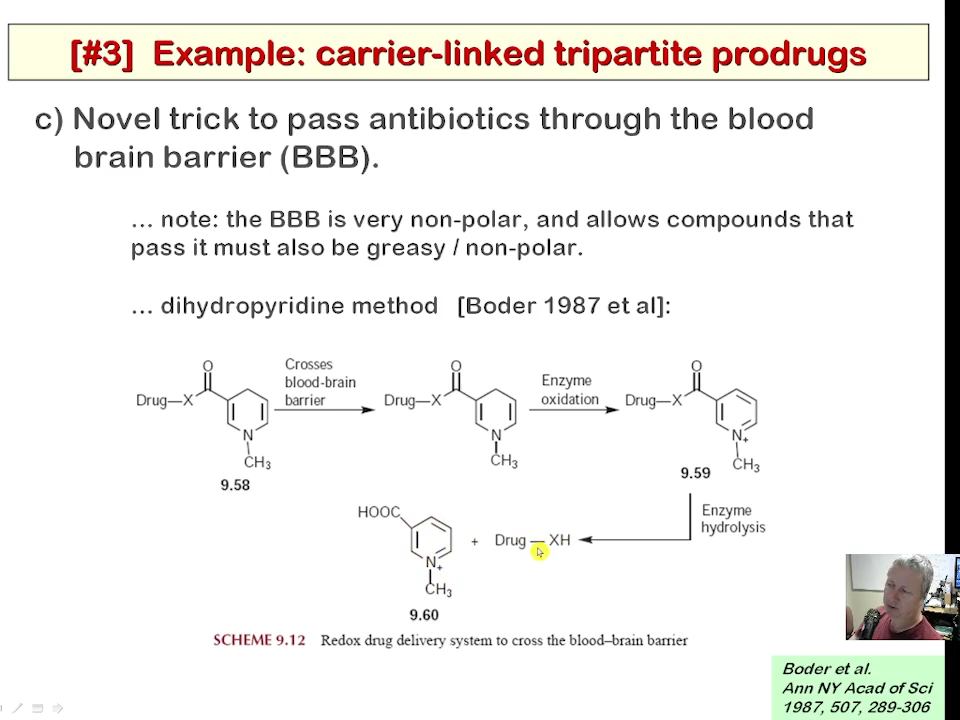 [#3] Example: carrier-linked tripartite prodrugs
c) Novel trick to pass antibiotics through the blood
brain barrier (BBB).
... note: the BBB is very non-polar, and allows compounds that
pass it must also be greasy / non-polar.
... dihydropyridine method [Boder 1987 et al]:
O
Drug—X
N
CH3
9.58
Crosses
blood-brain
barrier
O
Drug—X
N
CH3
Enzyme
oxidation
O
Drug—X
N+
CH3
9.59
Enzyme
hydrolysis
HOOC
N+
CH3
9.60
+ Drug — XH
SCHEME 9.12 Redox drug delivery system to cross the blood–brain barrier
Boder et al.
Ann NY Acad of Sci
1987, 507, 289-306